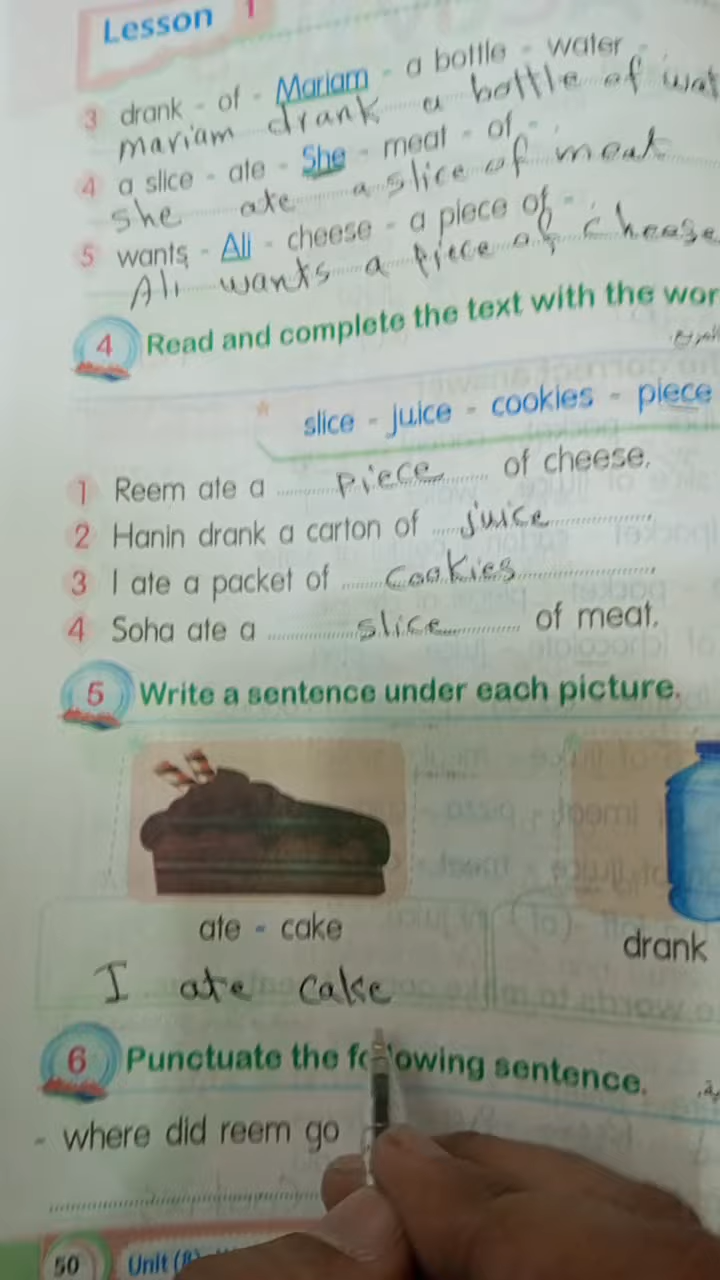 Lesson 1
3 drank - of - Mariam - a bottle - water -
mariam drank a bottle of wat
4 a slice - ate - She - meat - of -
she ate a slice of meat
5 wants - Ali - cheese - a piece of -
Ali wants a piece of cheese
4 Read and complete the text with the wor
slice - juice - cookies - piece
1 Reem ate a piece of cheese.
2 Hanin drank a carton of juice
3 I ate a packet of cookies
4 Soha ate a slice of meat.
5 Write a sentence under each picture.
ate - cake
drank
I ate cake
6 Punctuate the following sentence.
- where did reem go
50 Unit (8)